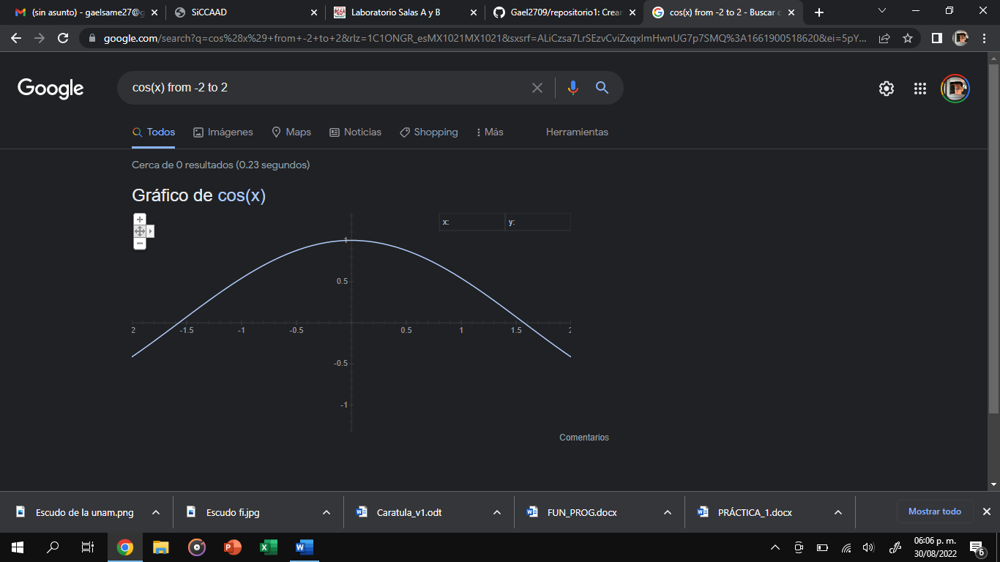 (sin asunto) - gaelsame27@g
SiCCAAD
Laboratorio Salas A y B
Gael2709/repositorio1: Crear
cos(x) from -2 to 2 - Buscar c
google.com/search?q=cos%28x%29+from+-2+to+2&rlz=1C1ONGR_esMX1021MX1021&sxsrf=ALiCzsa7LrSEzvCviZxqxImHwnUG7p7SMQ%3A1661900518620&ei=5pY...
Google
cos(x) from -2 to 2
Todos
Imágenes
Maps
Noticias
Shopping
Más
Herramientas
Cerca de 0 resultados (0.23 segundos)
Gráfico de cos(x)
x:
y:
1
0.5
2
-1.5
-1
-0.5
0.5
1
1.5
2
-0.5
-1
Comentarios
Escudo de la unam.png
Escudo fi.jpg
Caratula_v1.odt
FUN_PROG.docx
PRÁCTICA_1.docx
Mostrar todo
06:06 p. m.
30/08/2022
6